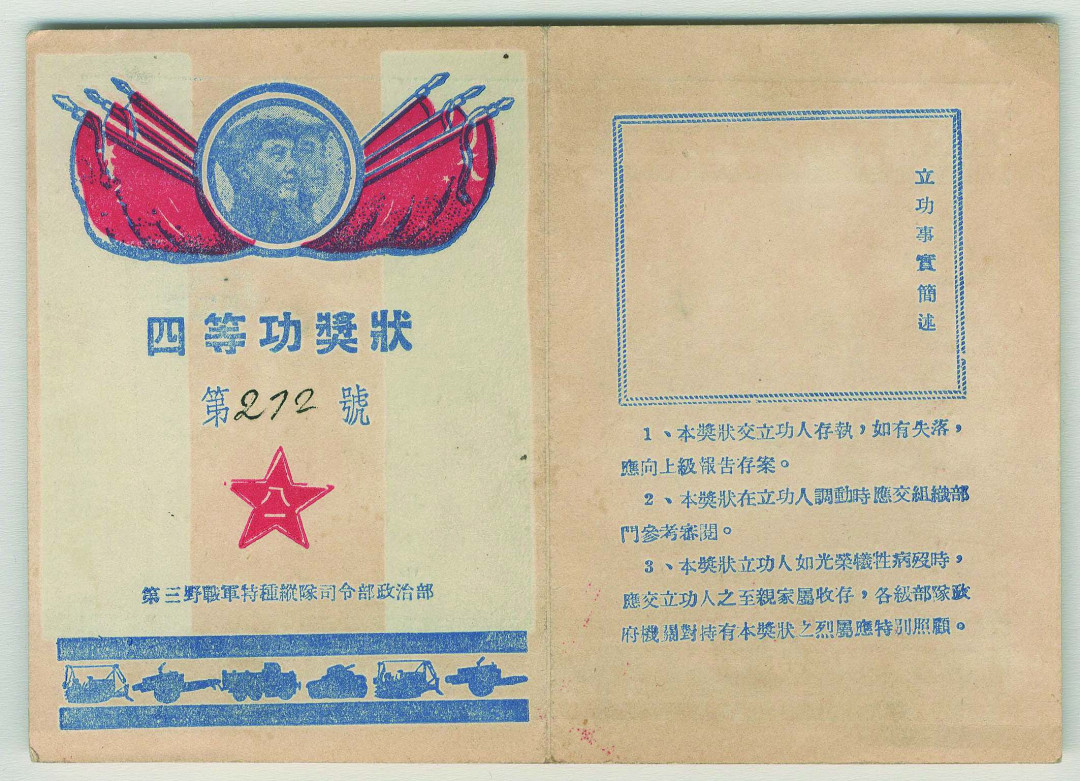 四等功獎狀
第212號
八一
第三野戰軍特種縱隊司令部政治部
立功事實簡述
1、本獎狀交立功人存執，如有失落，
應向上級報告存案。
2、本獎狀在立功人調動時應交組織部
門參考審閱。
3、本獎狀立功人如光榮犧牲病歿時，
應交立功人之至親家屬收存，各級部隊政
府機關對持有本獎狀之烈屬應特別照顧。